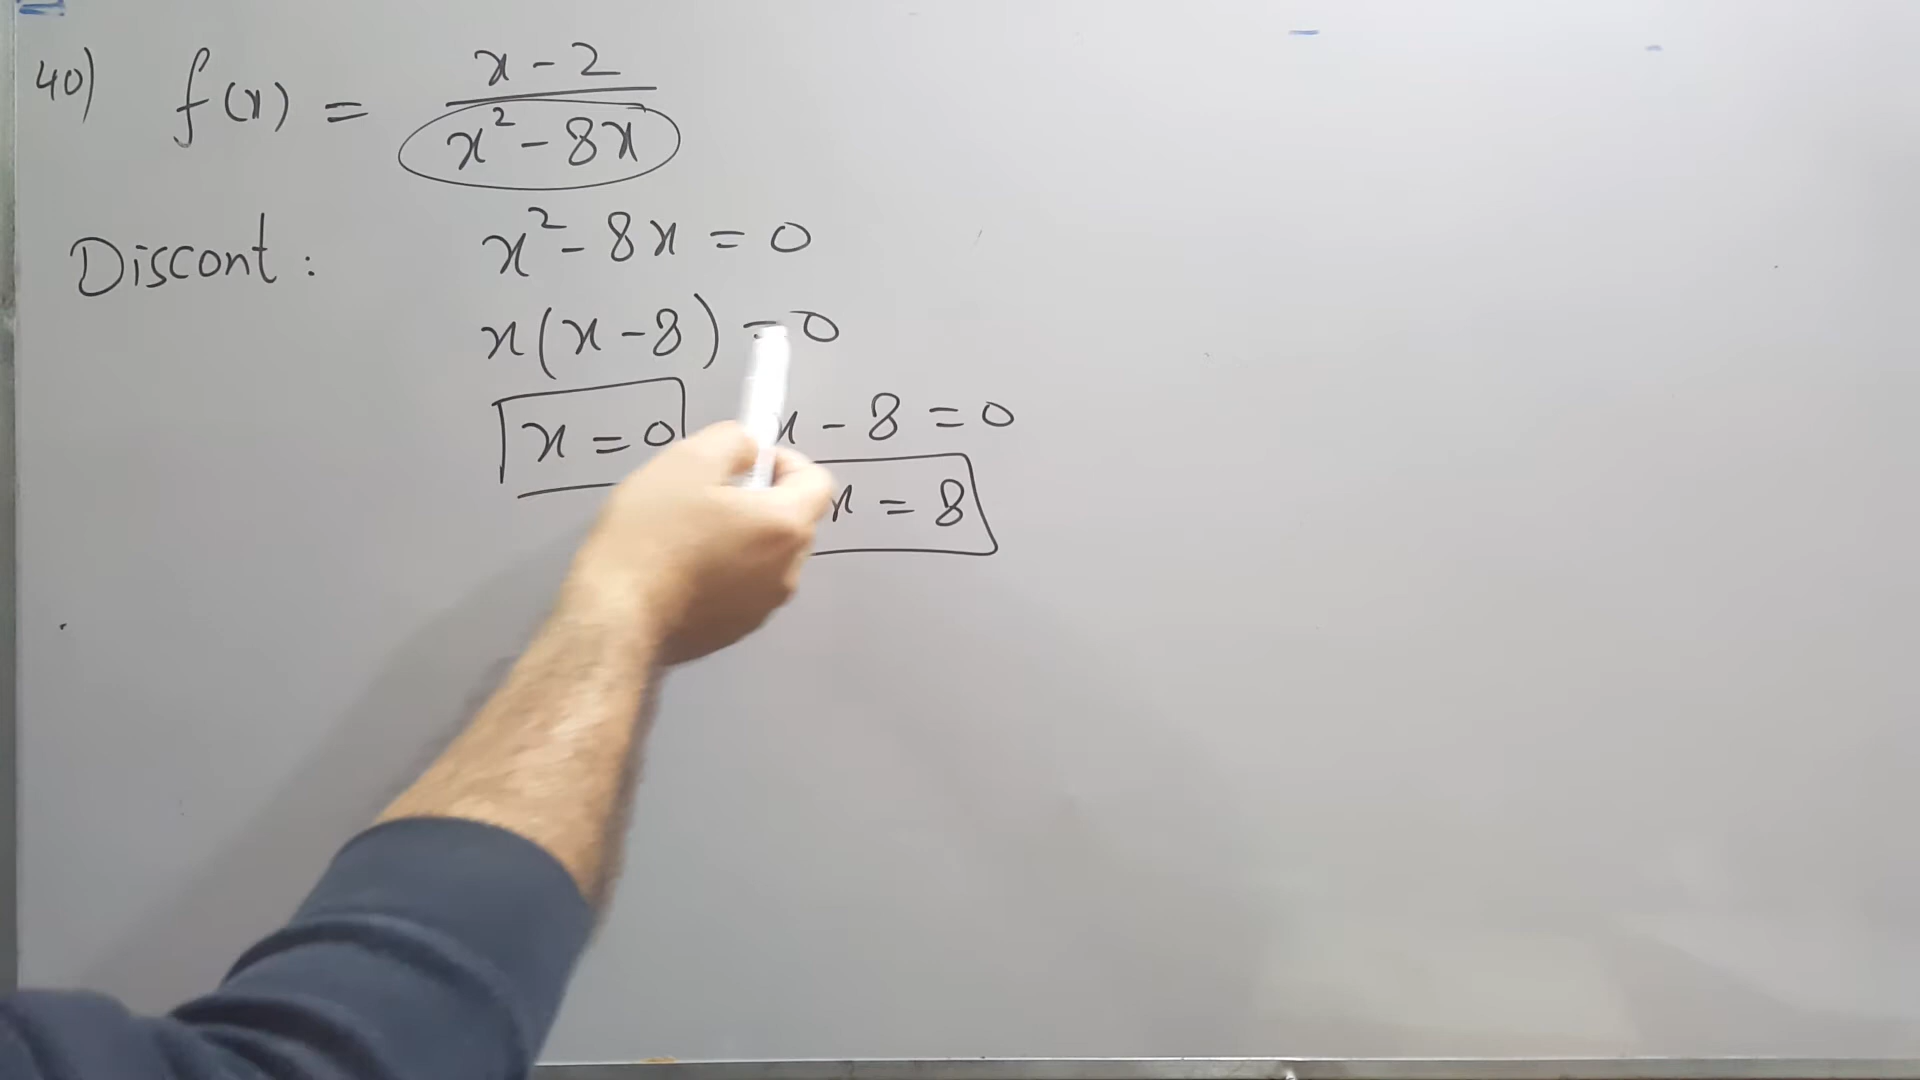 40) f(x) = (x - 2)/(x² - 8x)
Discont : x² - 8x = 0
x(x - 8) = 0
x = 0 x - 8 = 0
x = 8